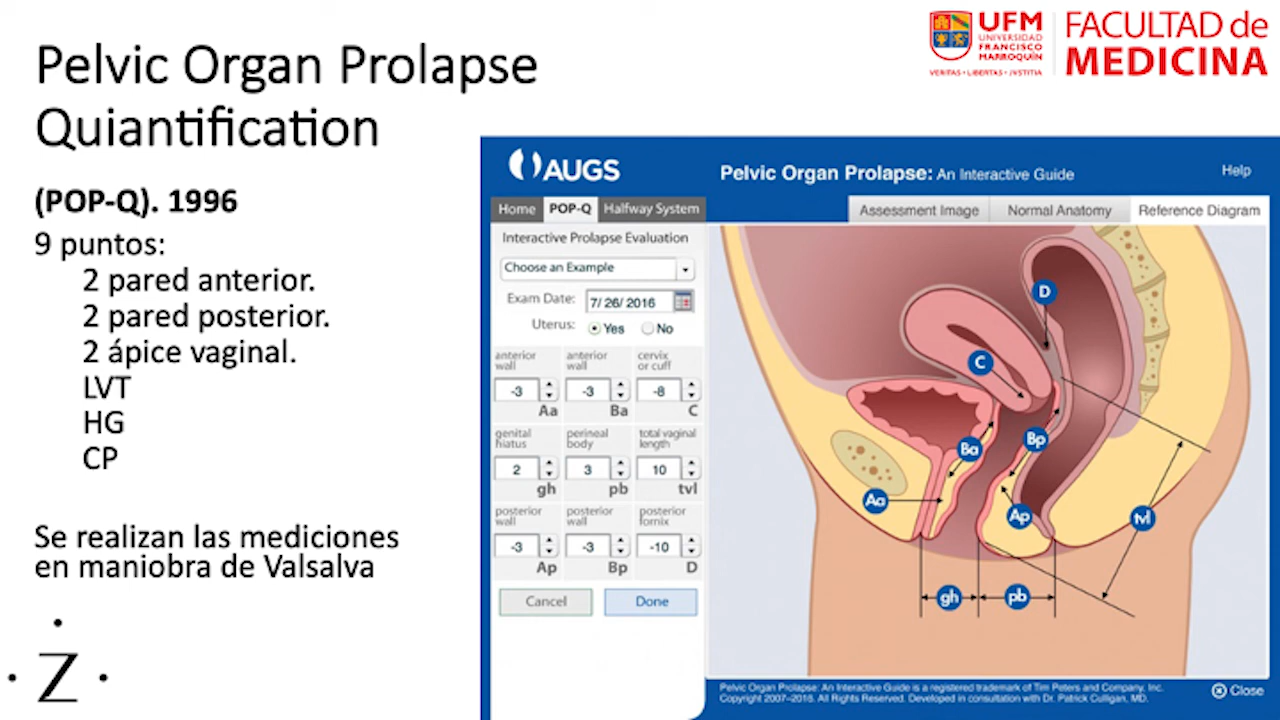 Pelvic Organ Prolapse
Quiantification
(POP-Q). 1996
9 puntos:
2 pared anterior.
2 pared posterior.
2 ápice vaginal.
LVT
HG
CP
Se realizan las mediciones
en maniobra de Valsalva
Z
UFM
UNIVERSIDAD
FRANCISCO
MARROQUÍN
VERITAS • LIBERTAS • JVSTITIA
FACULTAD de
MEDICINA
AUGS
Pelvic Organ Prolapse: An Interactive Guide
Help
Home POP-Q Halfway System
Assessment Image Normal Anatomy Reference Diagram
Interactive Prolapse Evaluation
Choose an Example
Exam Date: 7/ 26/ 2016
Uterus: Yes No
anterior wall anterior wall cervix or cuff
-3 -3 -8
Aa Ba C
genital hiatus perineal body total vaginal length
2 3 10
gh pb tvl
posterior wall posterior wall posterior fornix
-3 -3 -10
Ap Bp D
Cancel Done
D
C
Bp
Ba
Aa
Ap
tvl
gh
pb
Pelvic Organ Prolapse: An Interactive Guide is a registered trademark of Tim Peters and Company, Inc.
Copyright 2007-2016. All Rights Reserved. Developed in consultation with Dr. Patrick Culligan, MD.
Close